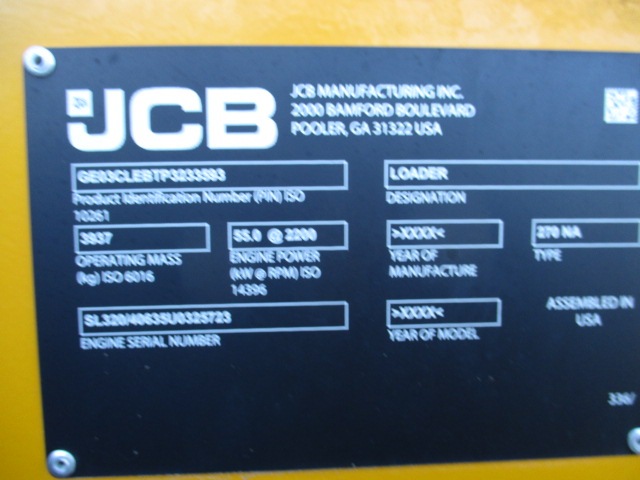 JCB
JCB MANUFACTURING INC.
2000 BAMFORD BOULEVARD
POOLER, GA 31322 USA
GE03CLEBTP3233593
Product Identification Number (PIN) ISO
10261
LOADER
DESIGNATION
3937
OPERATING MASS
(kg) ISO 6016
55.0 @ 2200
ENGINE POWER
(kW @ RPM) ISO
14396
>XXXX<
YEAR OF
MANUFACTURE
270 NA
TYPE
SL320/40635U0325723
ENGINE SERIAL NUMBER
>XXXX<
YEAR OF MODEL
ASSEMBLED IN
USA